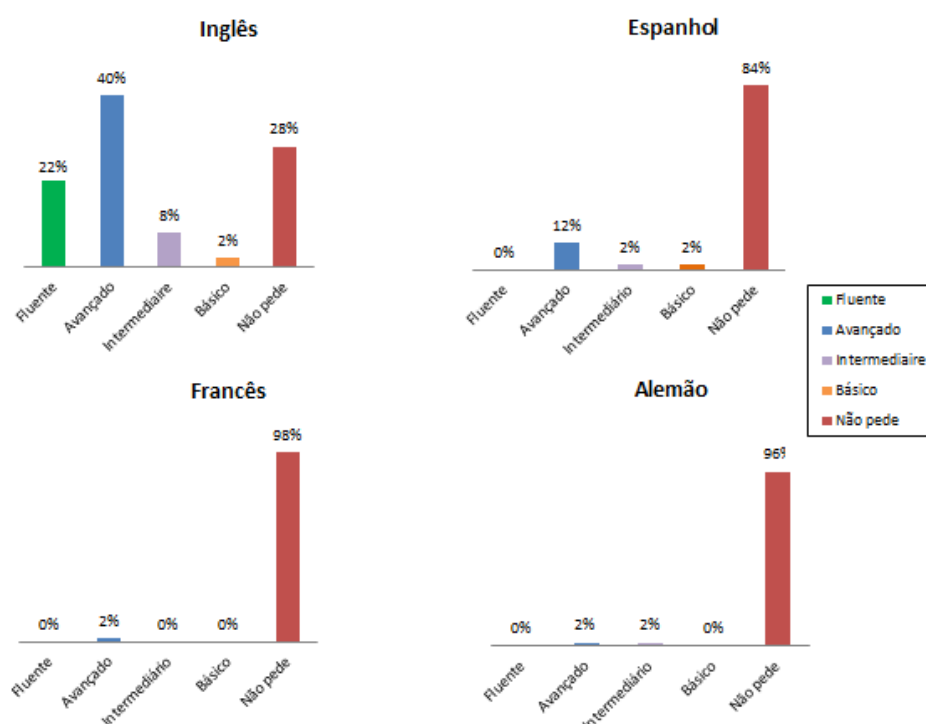 Inglês
40%
28%
22%
8%
2%
Fluente
Avançado
Intermediaire
Básico
Não pede
Espanhol
84%
12%
0%
2%
2%
Fluente
Avançado
Intermediário
Básico
Não pede
Fluente
Avançado
Intermediaire
Básico
Não pede
Francês
98%
0%
2%
0%
0%
Fluente
Avançado
Intermediário
Básico
Não pede
Alemão
96%
0%
2%
2%
0%
Fluente
Avançado
Intermediário
Básico
Não pede